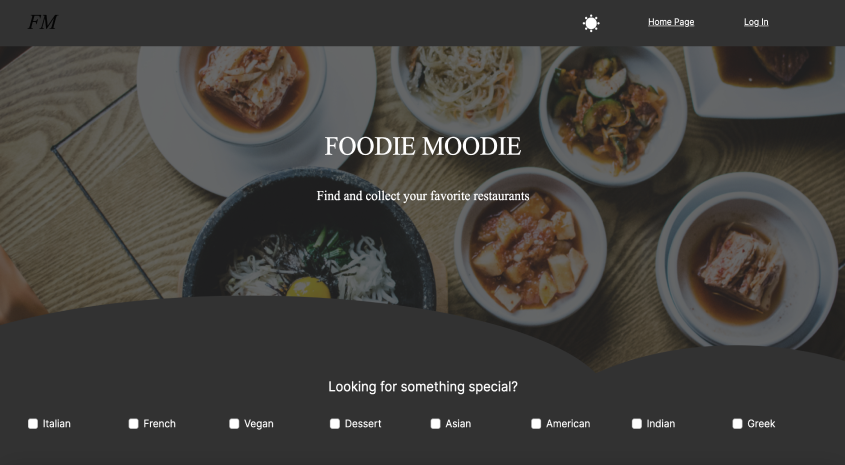 FM
Home Page
Log In
FOODIE MOODIE
Find and collect your favorite restaurants
Looking for something special?
Italian
French
Vegan
Dessert
Asian
American
Indian
Greek